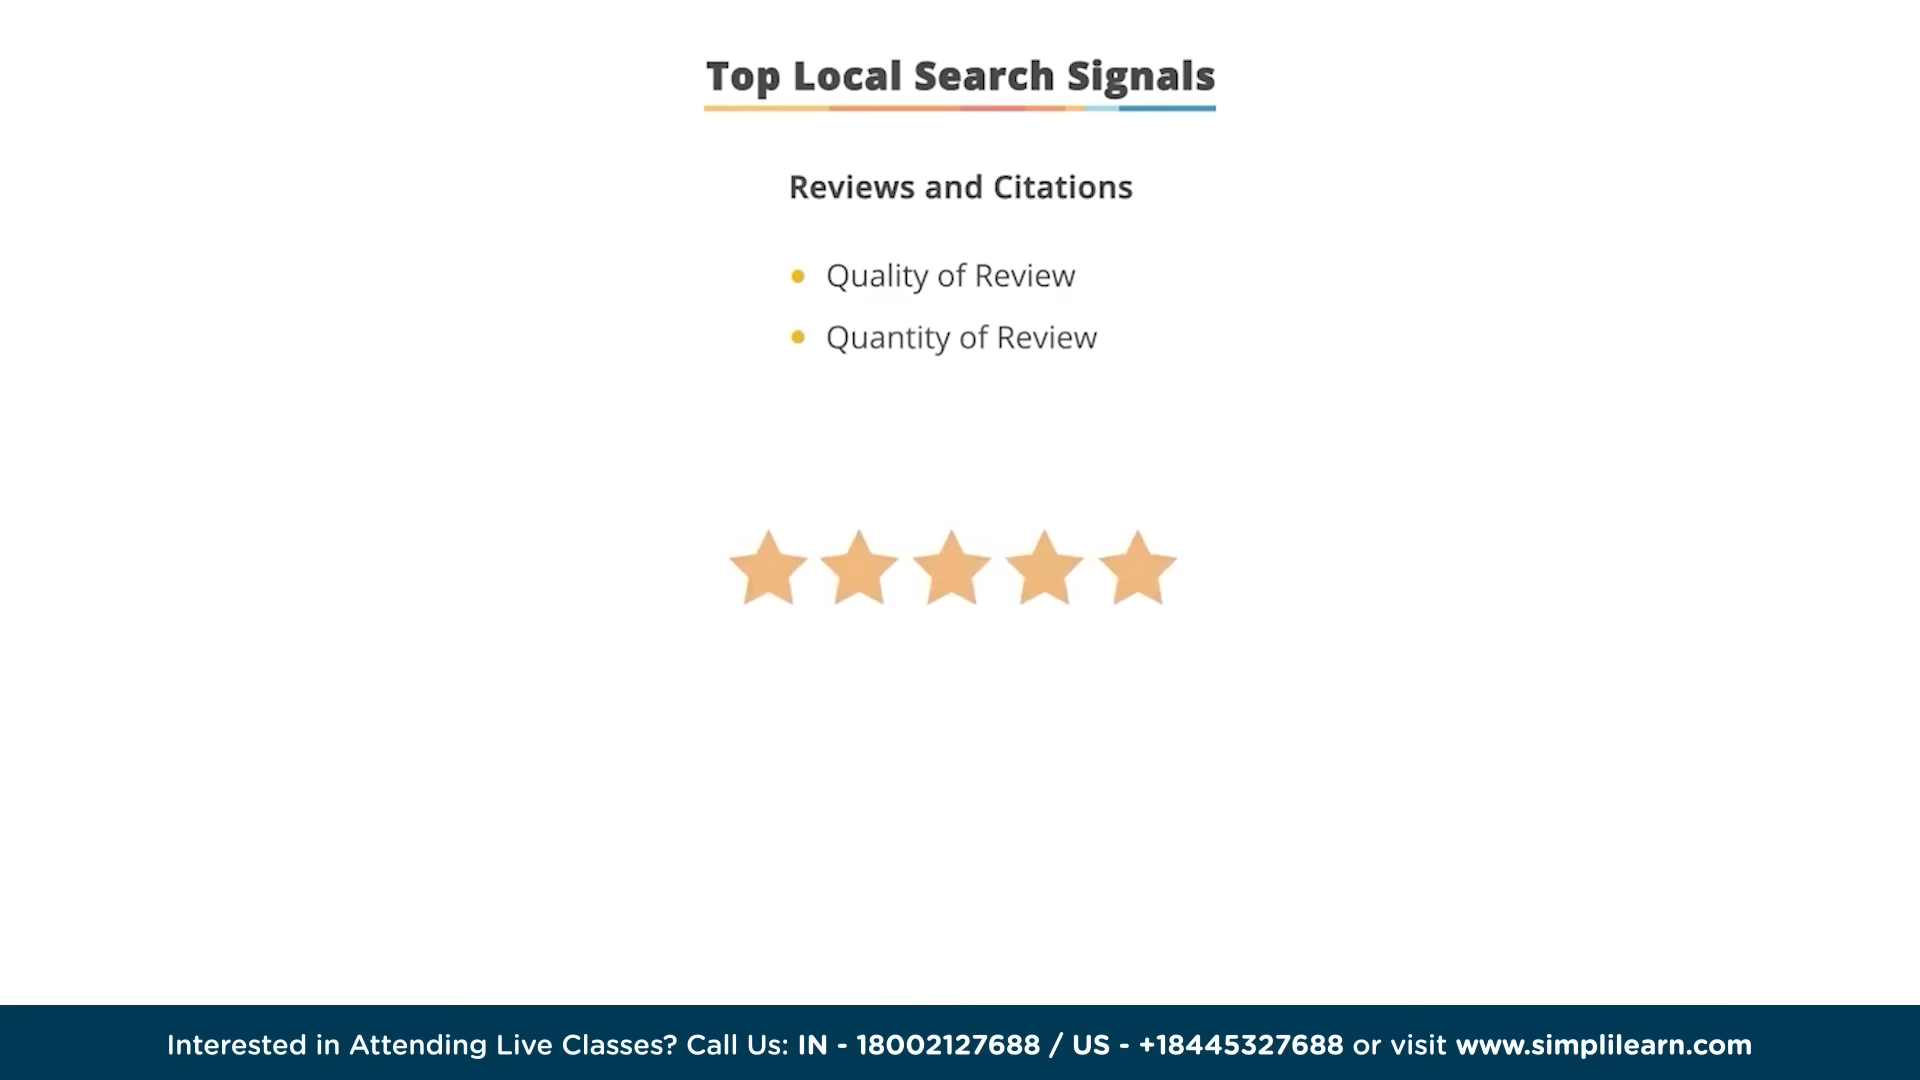 Top Local Search Signals
Reviews and Citations
Quality of Review
Quantity of Review
Interested in Attending Live Classes? Call Us: IN - 18002127688 / US - +18445327688 or visit www.simplilearn.com